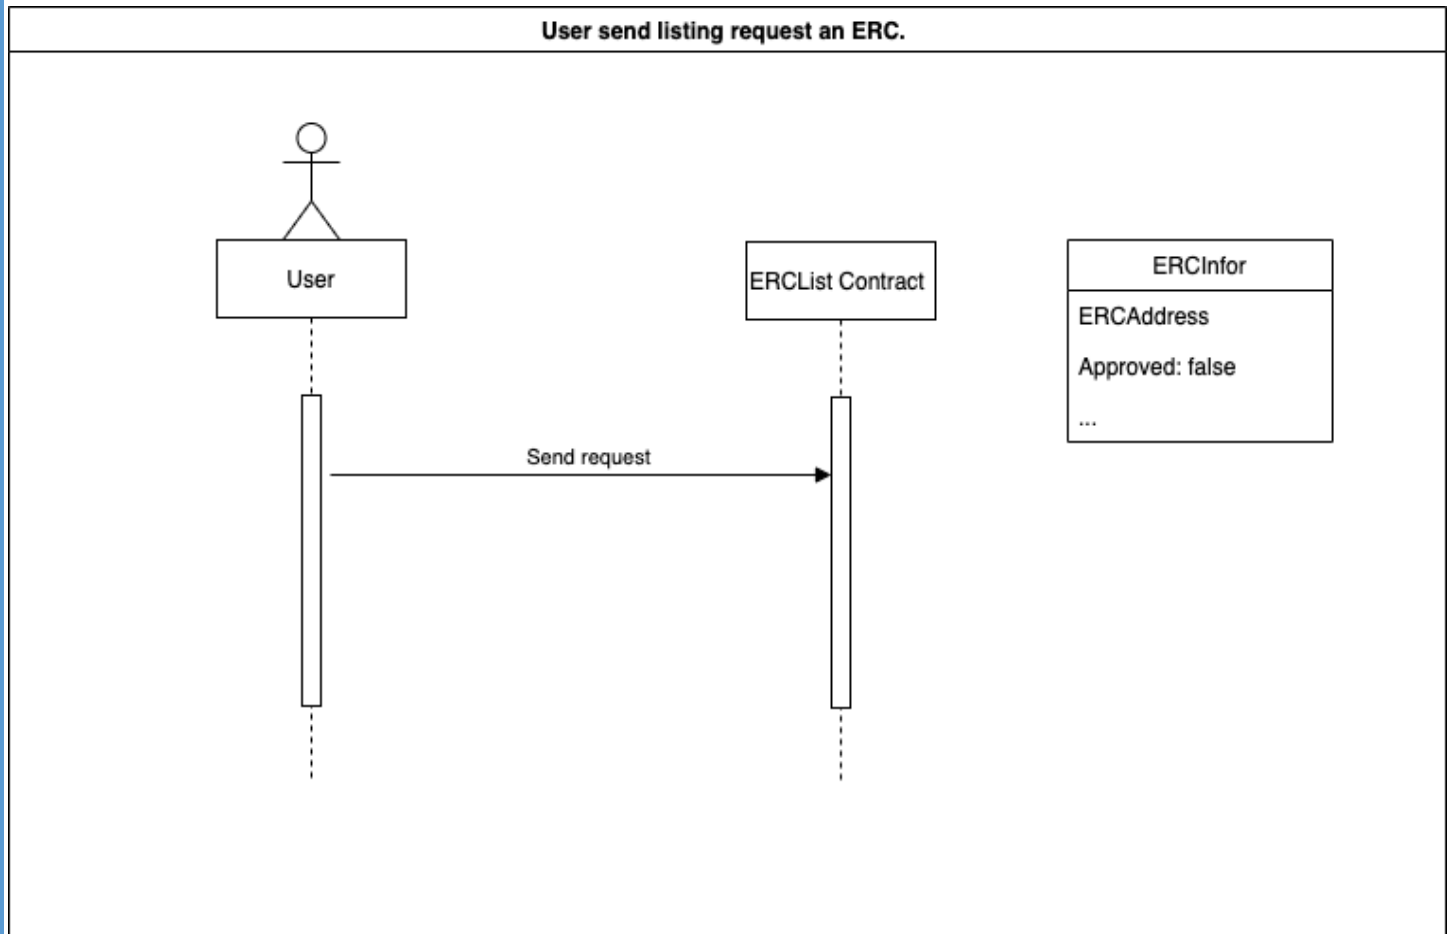 User send listing request an ERC.
User
ERCList Contract
ERCInfor
ERCAddress
Approved: false
...
Send request